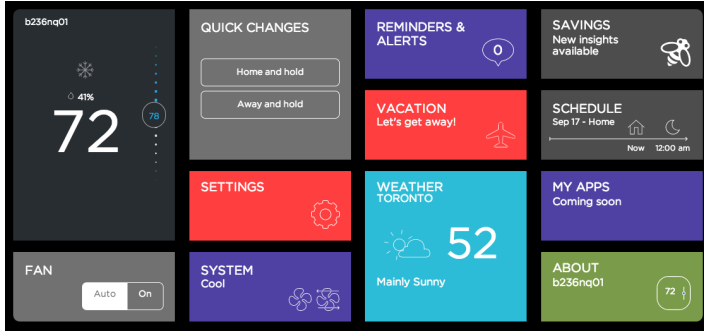 b236nq01
41%
72
78
FAN
Auto
On
QUICK CHANGES
Home and hold
Away and hold
SETTINGS
SYSTEM
Cool
REMINDERS &
ALERTS
0
VACATION
Let's get away!
WEATHER
TORONTO
52
Mainly Sunny
SAVINGS
New insights
available
SCHEDULE
Sep 17 - Home
Now 12:00 am
MY APPS
Coming soon
ABOUT
b236nq01
72